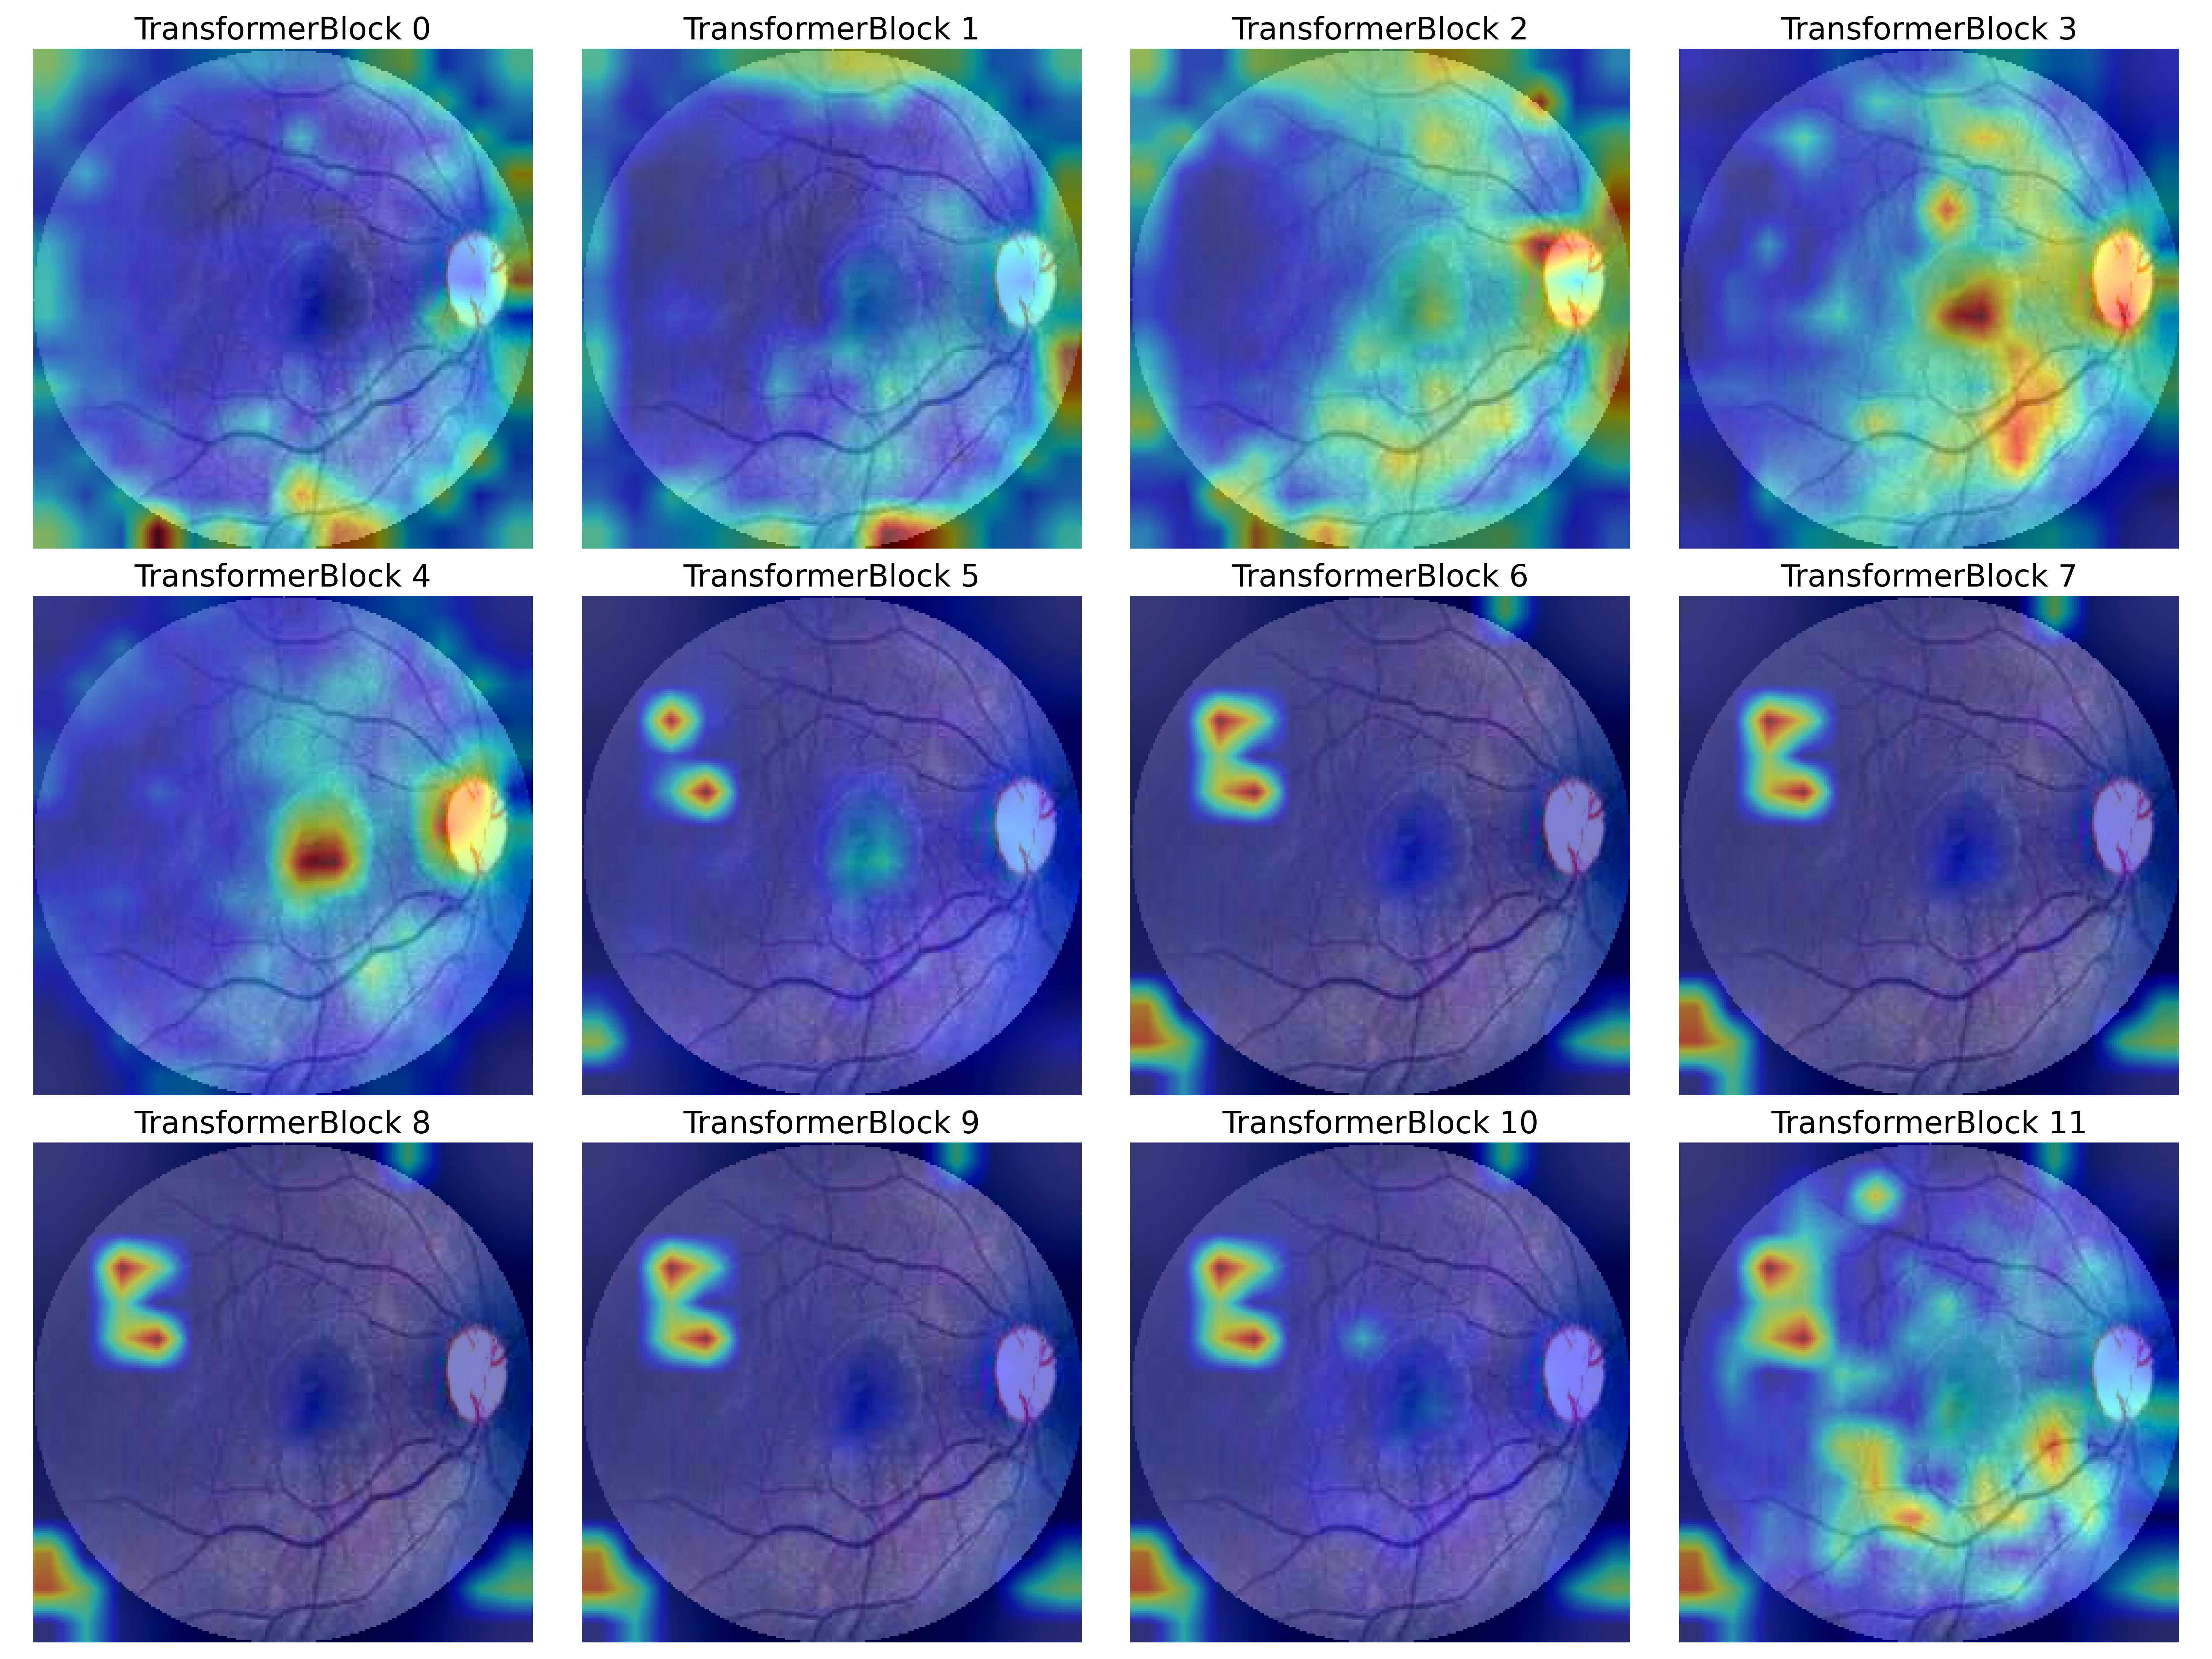 TransformerBlock 0
TransformerBlock 1
TransformerBlock 2
TransformerBlock 3
TransformerBlock 4
TransformerBlock 5
TransformerBlock 6
TransformerBlock 7
TransformerBlock 8
TransformerBlock 9
TransformerBlock 10
TransformerBlock 11